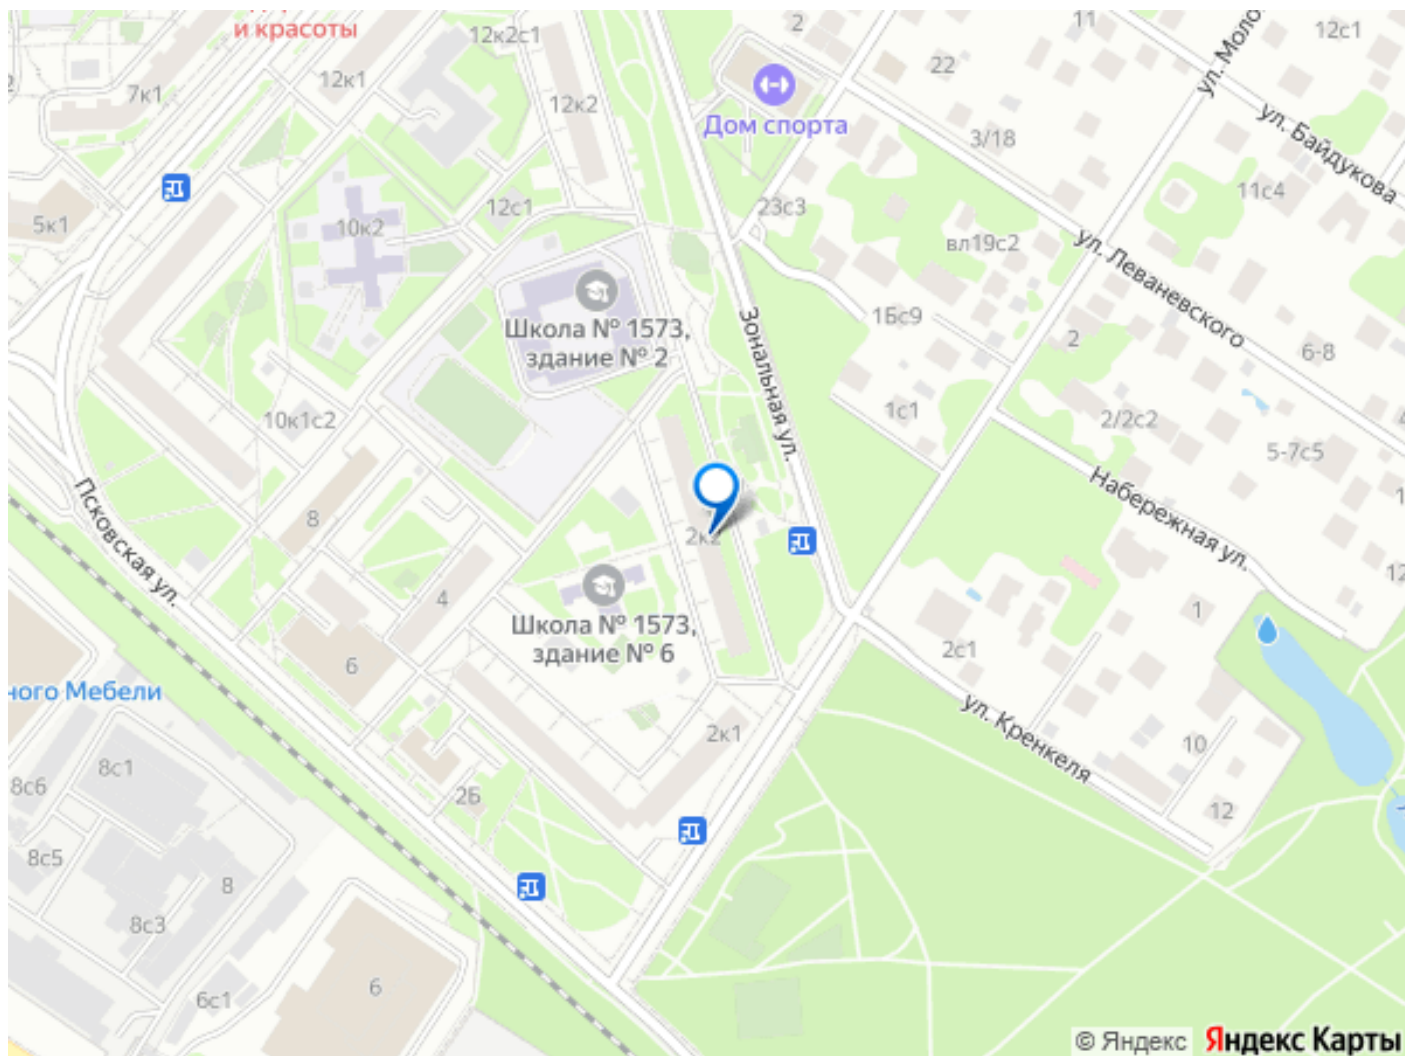 и красоты
12к2с1
2
11
12с1
ул. Моло
7к1
12к1
12к2
22
Дом спорта
3/18
ул. Байдукова
5к1
10к2
12с1
23с3
вл19с2
11с4
ул. Леваневского
Школа № 1573,
здание № 2
Зональная ул.
1Бс9
2
6-8
10к1с2
1с1
2/2с2
4
5-7с5
Псковская ул.
8
2к2
Набережная ул.
1
12
4
Школа № 1573,
здание № 6
1
6
2с1
ного Мебели
2к1
ул. Кренкеля
10
8с1
8с6
2Б
12
8с5
8
8с3
6с1
6
© Яндекс
Яндекс Карты